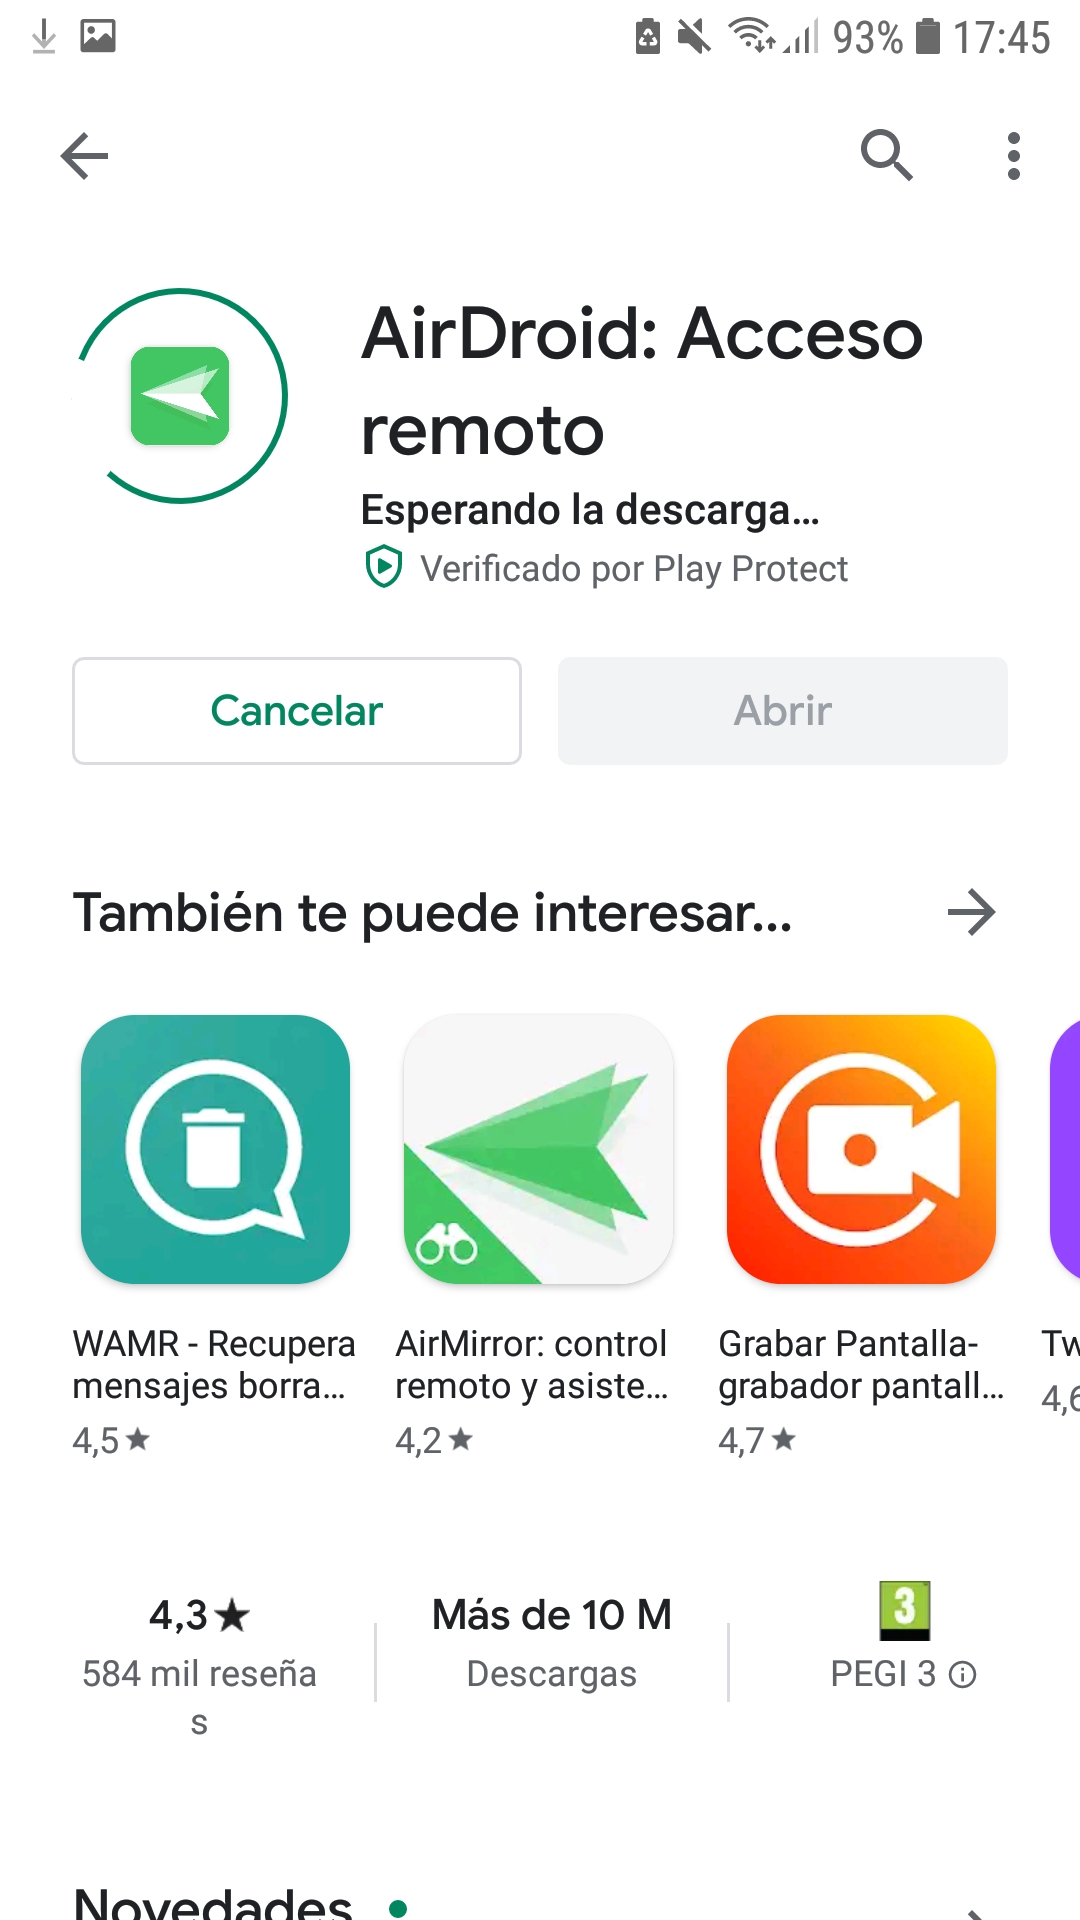 93% 17:45
AirDroid: Acceso
remoto
Esperando la descarga...
Verificado por Play Protect
Cancelar
Abrir
También te puede interesar...
WAMR - Recupera
mensajes borra...
4,5★
AirMirror: control
remoto y asiste...
4,2★
Grabar Pantalla-
grabador pantall...
4,7★
Tw
4,6
4,3★
584 mil reseña
s
Más de 10 M
Descargas
3
PEGI 3
Novedades